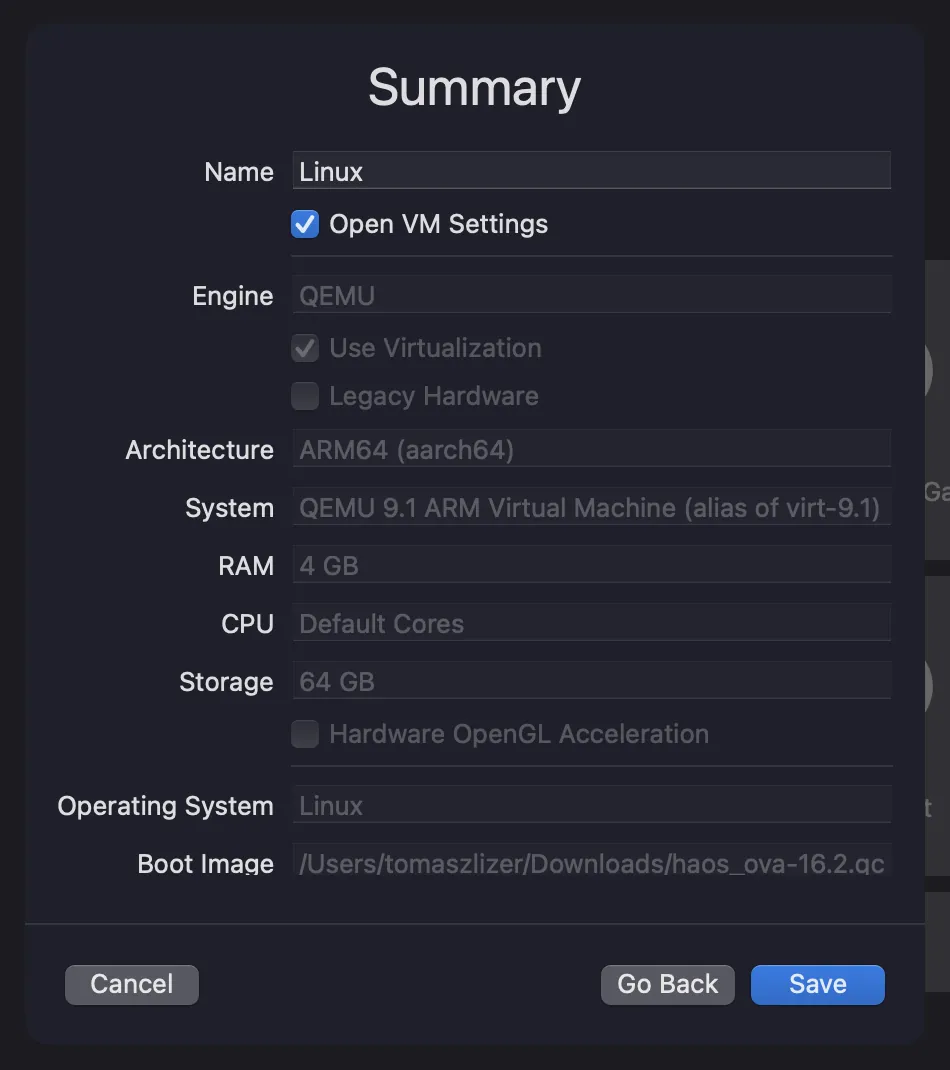 Summary
Name Linux
Open VM Settings
Engine QEMU
Use Virtualization
Legacy Hardware
Architecture ARM64 (aarch64)
System QEMU 9.1 ARM Virtual Machine (alias of virt-9.1)
RAM 4 GB
CPU Default Cores
Storage 64 GB
Hardware OpenGL Acceleration
Operating System Linux
Boot Image /Users/tomaszlizer/Downloads/haos_ova-16.2.qc
Cancel Go Back Save